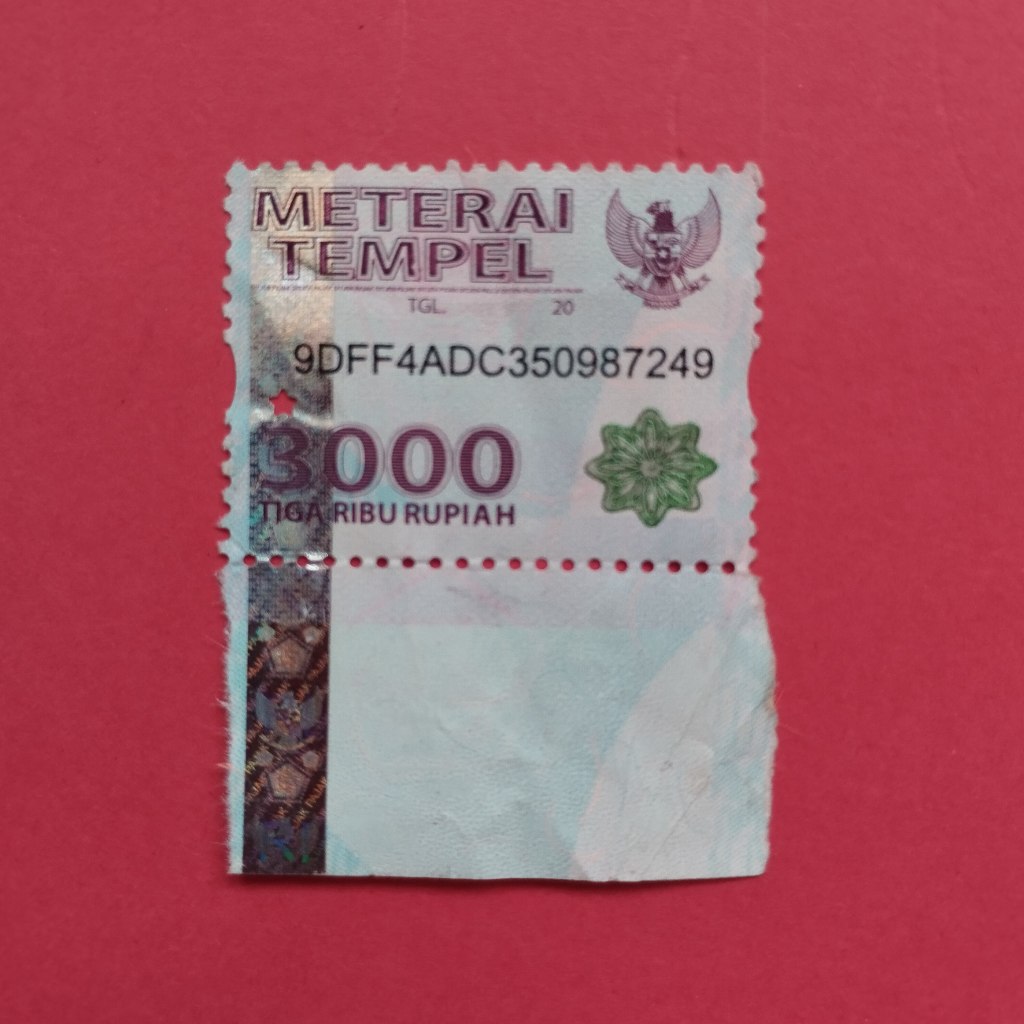 METERAI
TEMPEL
TGL. 20
9DFF4ADC350987249
3000
TIGA RIBU RUPIAH